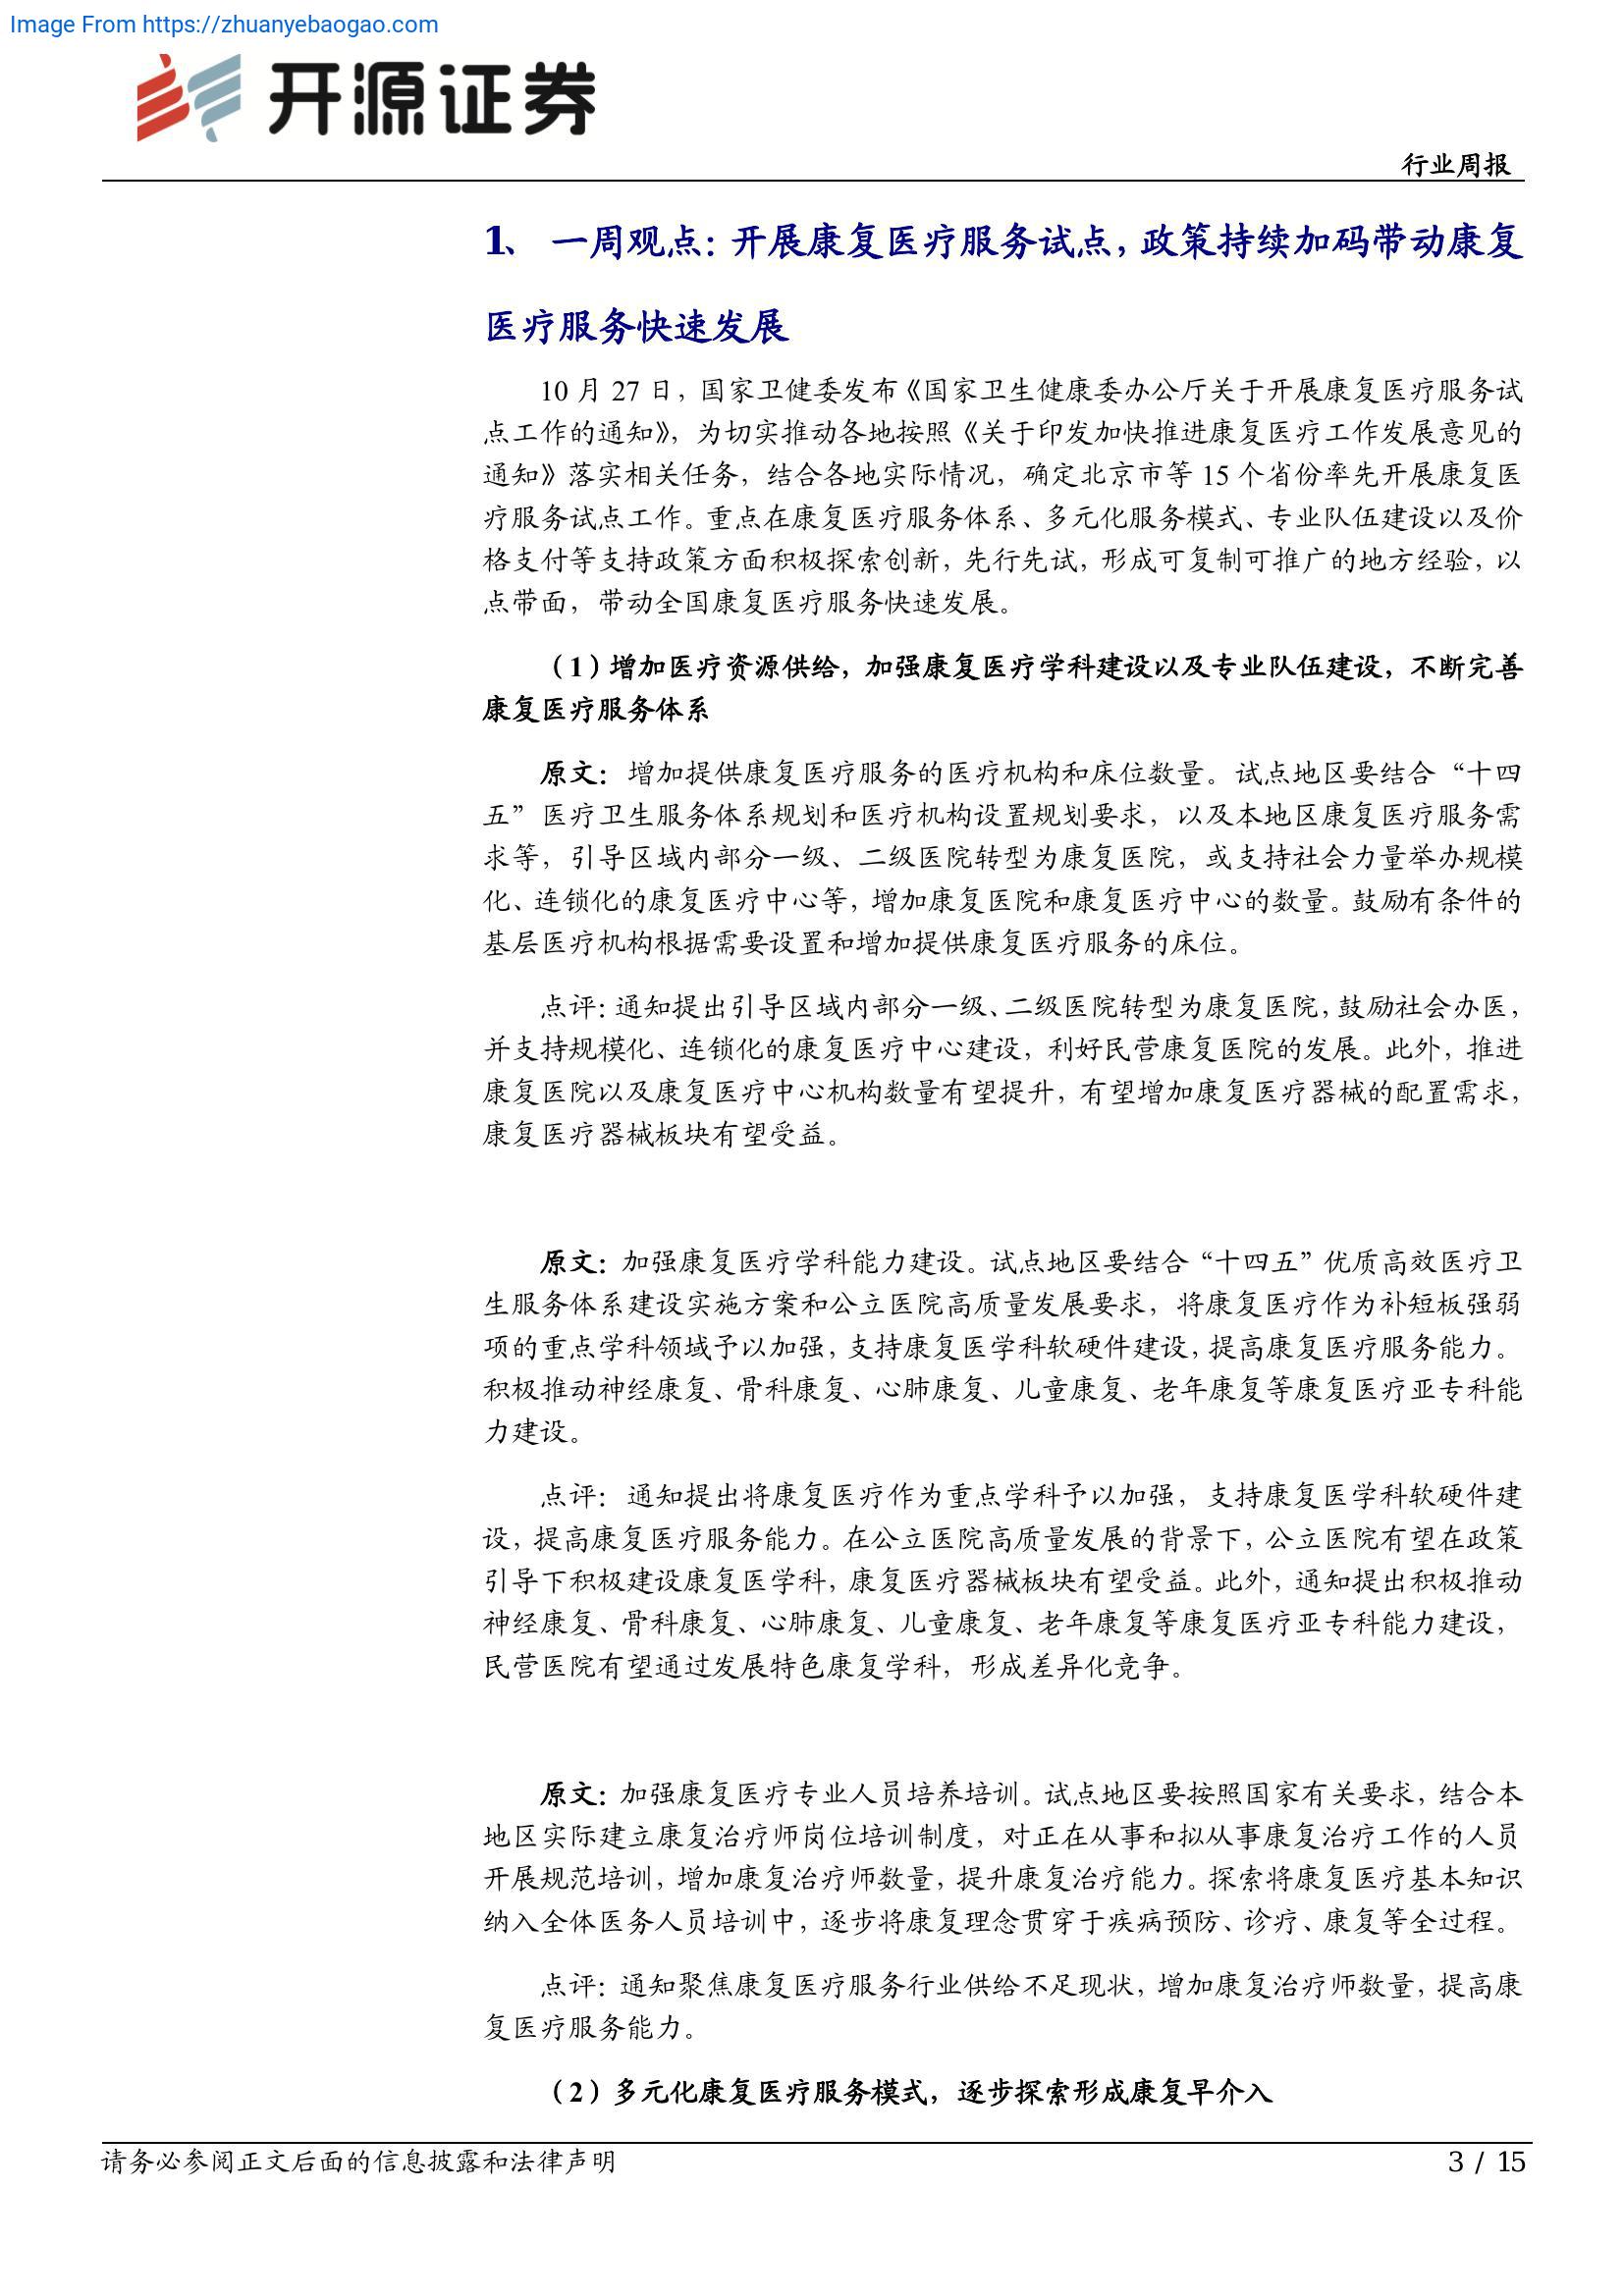 Image From https://zhuanyebaogao.com
开源证券
行业周报
1、 一周观点：开展康复医疗服务试点，政策持续加码带动康复
医疗服务快速发展
10 月 27 日，国家卫健委发布《国家卫生健康委办公厅关于开展康复医疗服务试
点工作的通知》，为切实推动各地按照《关于印发加快推进康复医疗工作发展意见的
通知》落实相关任务，结合各地实际情况，确定北京市等 15 个省份率先开展康复医
疗服务试点工作。重点在康复医疗服务体系、多元化服务模式、专业队伍建设以及价
格支付等支持政策方面积极探索创新，先行先试，形成可复制可推广的地方经验，以
点带面，带动全国康复医疗服务快速发展。
（1）增加医疗资源供给，加强康复医疗学科建设以及专业队伍建设，不断完善
康复医疗服务体系
原文：增加提供康复医疗服务的医疗机构和床位数量。试点地区要结合“十四
五”医疗卫生服务体系规划和医疗机构设置规划要求，以及本地区康复医疗服务需
求等，引导区域内部分一级、二级医院转型为康复医院，或支持社会力量举办规模
化、连锁化的康复医疗中心等，增加康复医院和康复医疗中心的数量。鼓励有条件的
基层医疗机构根据需要设置和增加提供康复医疗服务的床位。
点评：通知提出引导区域内部分一级、二级医院转型为康复医院，鼓励社会办医，
并支持规模化、连锁化的康复医疗中心建设，利好民营康复医院的发展。此外，推进
康复医院以及康复医疗中心机构数量有望提升，有望增加康复医疗器械的配置需求，
康复医疗器械板块有望受益。
原文：加强康复医疗学科能力建设。试点地区要结合“十四五”优质高效医疗卫
生服务体系建设实施方案和公立医院高质量发展要求，将康复医疗作为补短板强弱
项的重点学科领域予以加强，支持康复医学科软硬件建设，提高康复医疗服务能力。
积极推动神经康复、骨科康复、心肺康复、儿童康复、老年康复等康复医疗亚专科能
力建设。
点评：通知提出将康复医疗作为重点学科予以加强，支持康复医学科软硬件建
设，提高康复医疗服务能力。在公立医院高质量发展的背景下，公立医院有望在政策
引导下积极建设康复医学科，康复医疗器械板块有望受益。此外，通知提出积极推动
神经康复、骨科康复、心肺康复、儿童康复、老年康复等康复医疗亚专科能力建设，
民营医院有望通过发展特色康复学科，形成差异化竞争。
原文：加强康复医疗专业人员培养培训。试点地区要按照国家有关要求，结合本
地区实际建立康复治疗师岗位培训制度，对正在从事和拟从事康复治疗工作的人员
开展规范培训，增加康复治疗师数量，提升康复治疗能力。探索将康复医疗基本知识
纳入全体医务人员培训中，逐步将康复理念贯穿于疾病预防、诊疗、康复等全过程。
点评：通知聚焦康复医疗服务行业供给不足现状，增加康复治疗师数量，提高康
复医疗服务能力。
（2）多元化康复医疗服务模式，逐步探索形成康复早介入
请务必参阅正文后面的信息披露和法律声明
3 / 15